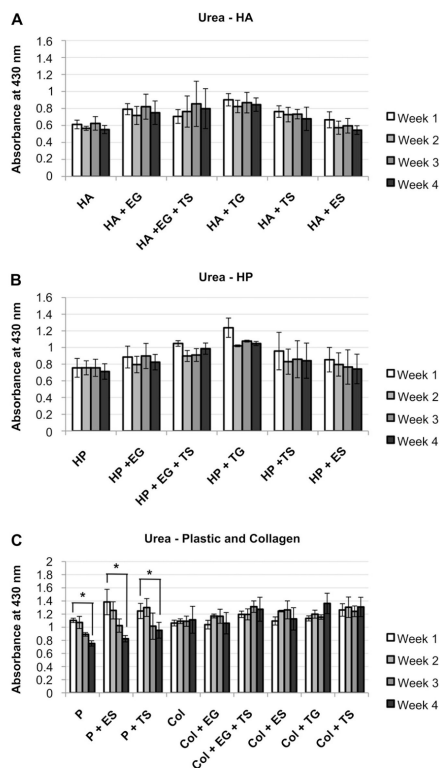 A
Urea - HA
Absorbance at 430 nm
1.6
1.4
1.2
1
0.8
0.6
0.4
0.2
0
HA
HA + EG
HA +EG + TS
HA + TG
HA + TS
HA + ES
Week 1
Week 2
Week 3
Week 4
B
Urea - HP
Absorbance at 430 nm
1.6
1.4
1.2
1
0.8
0.6
0.4
0.2
0
HP
HP +EG
HP + EG + TS
HP + TG
HP +TS
HP + ES
Week 1
Week 2
Week 3
Week 4
C
Urea - Plastic and Collagen
Absorbance at 430 nm
2
1.8
1.6
1.4
1.2
1
0.8
0.6
0.4
0.2
0
*
*
*
P
P + ES
P + TS
Col
Col + EG
Col + EG + TS
Col + ES
Col + TG
Col + TS
Week 1
Week 2
Week 3
Week 4